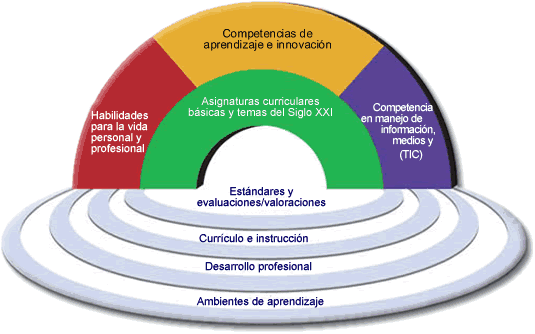 Competencias de
aprendizaje e innovación
Asignaturas curriculares
básicas y temas del Siglo XXI
Habilidades
para la vida
personal y
profesional
Competencia
en manejo de
información,
medios y
(TIC)
Estándares y
evaluaciones/valoraciones
Currículo e instrucción
Desarrollo profesional
Ambientes de aprendizaje